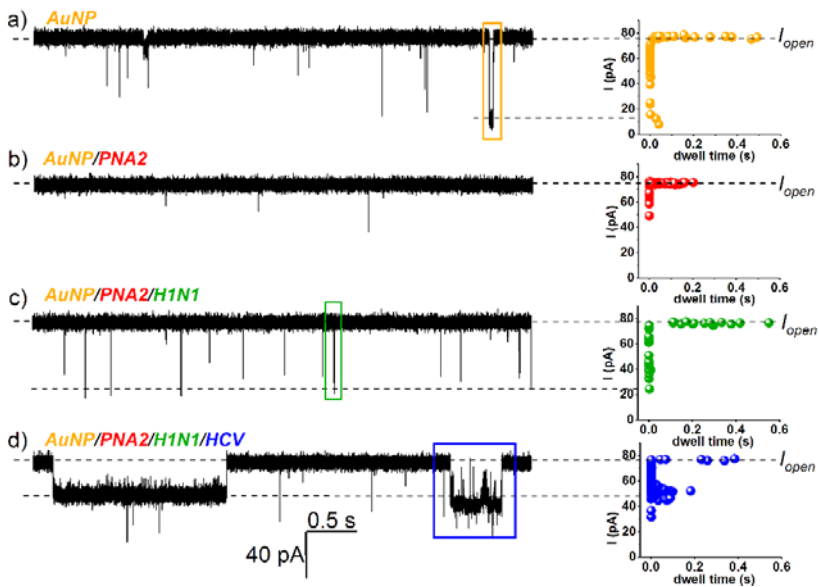 a) AuNP
I (pA)
80
60
40
20
0
0.0 0.2 0.4 0.6
dwell time (s)
I_open
b) AuNP/PNA2
I (pA)
80
60
40
20
0
0.0 0.2 0.4 0.6
dwell time (s)
I_open
c) AuNP/PNA2/H1N1
I (pA)
80
60
40
20
0
0.0 0.2 0.4 0.6
dwell time (s)
I_open
d) AuNP/PNA2/H1N1/HCV
0.5 s
40 pA
I (pA)
80
60
40
20
0
0.0 0.2 0.4 0.6
dwell time (s)
I_open